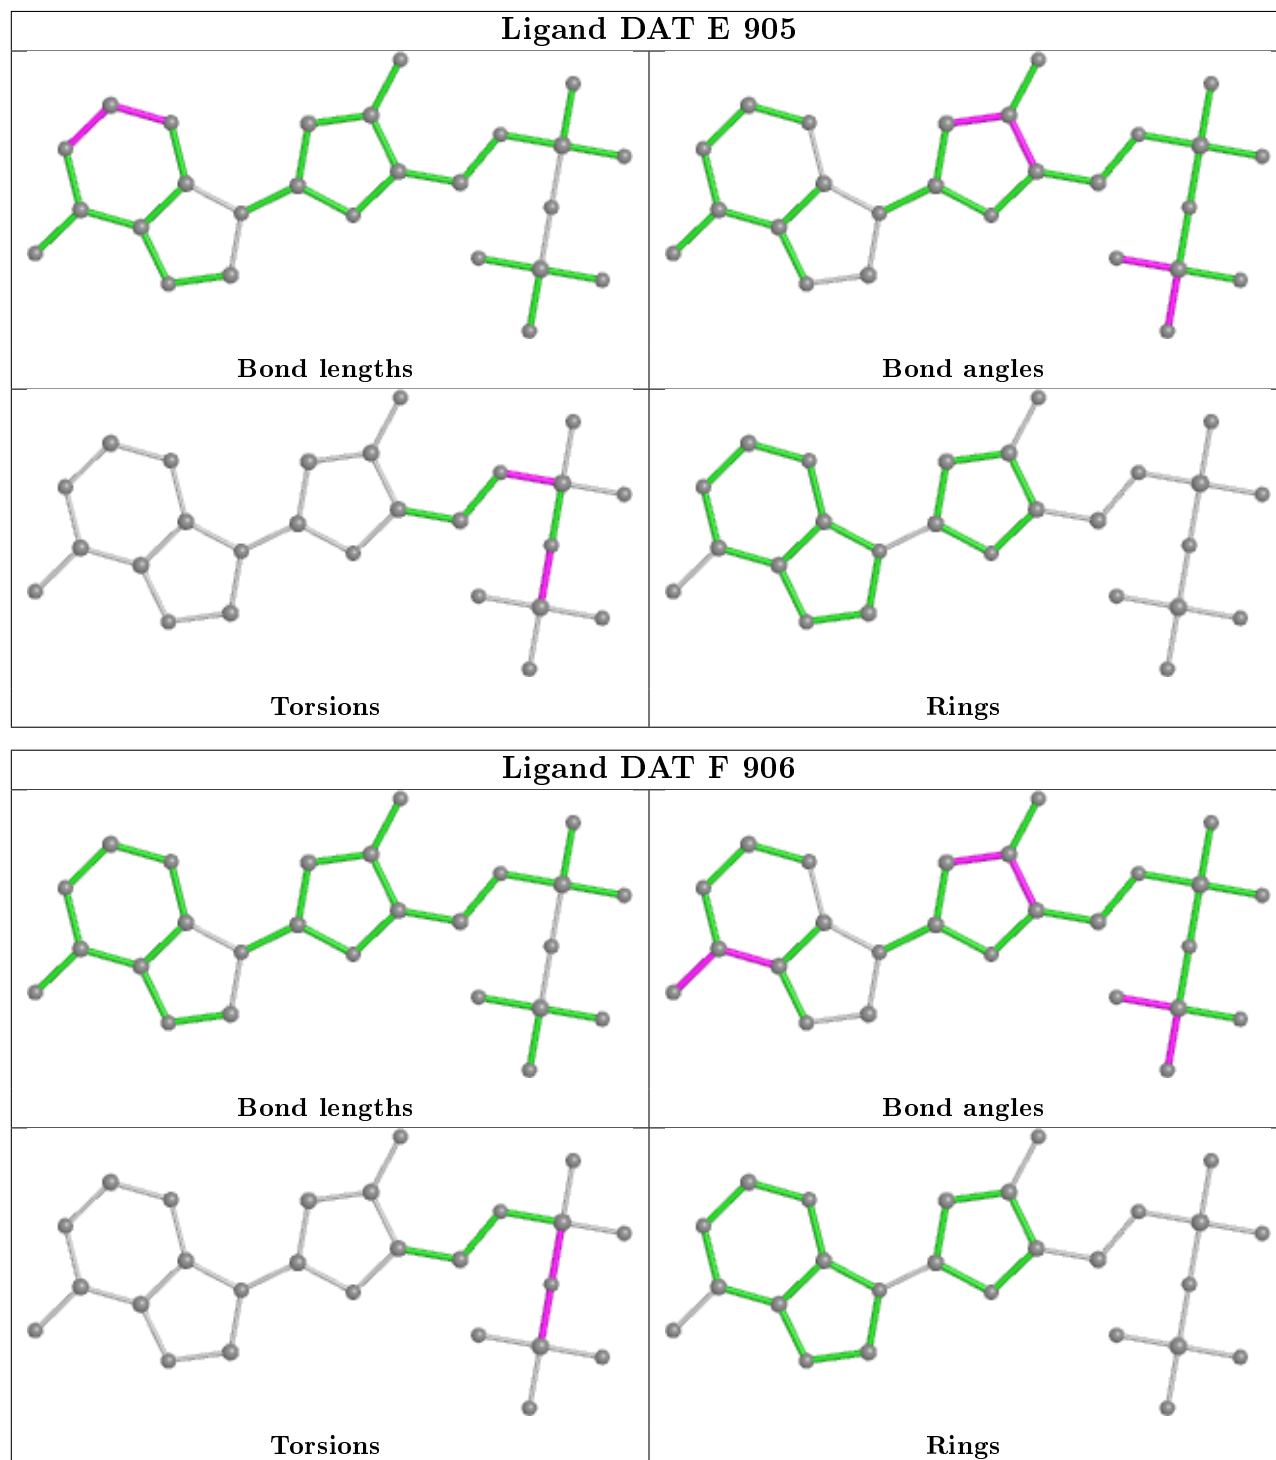 Ligand DAT E 905
Bond lengths
Bond angles
Torsions
Rings
Ligand DAT F 906
Bond lengths
Bond angles
Torsions
Rings